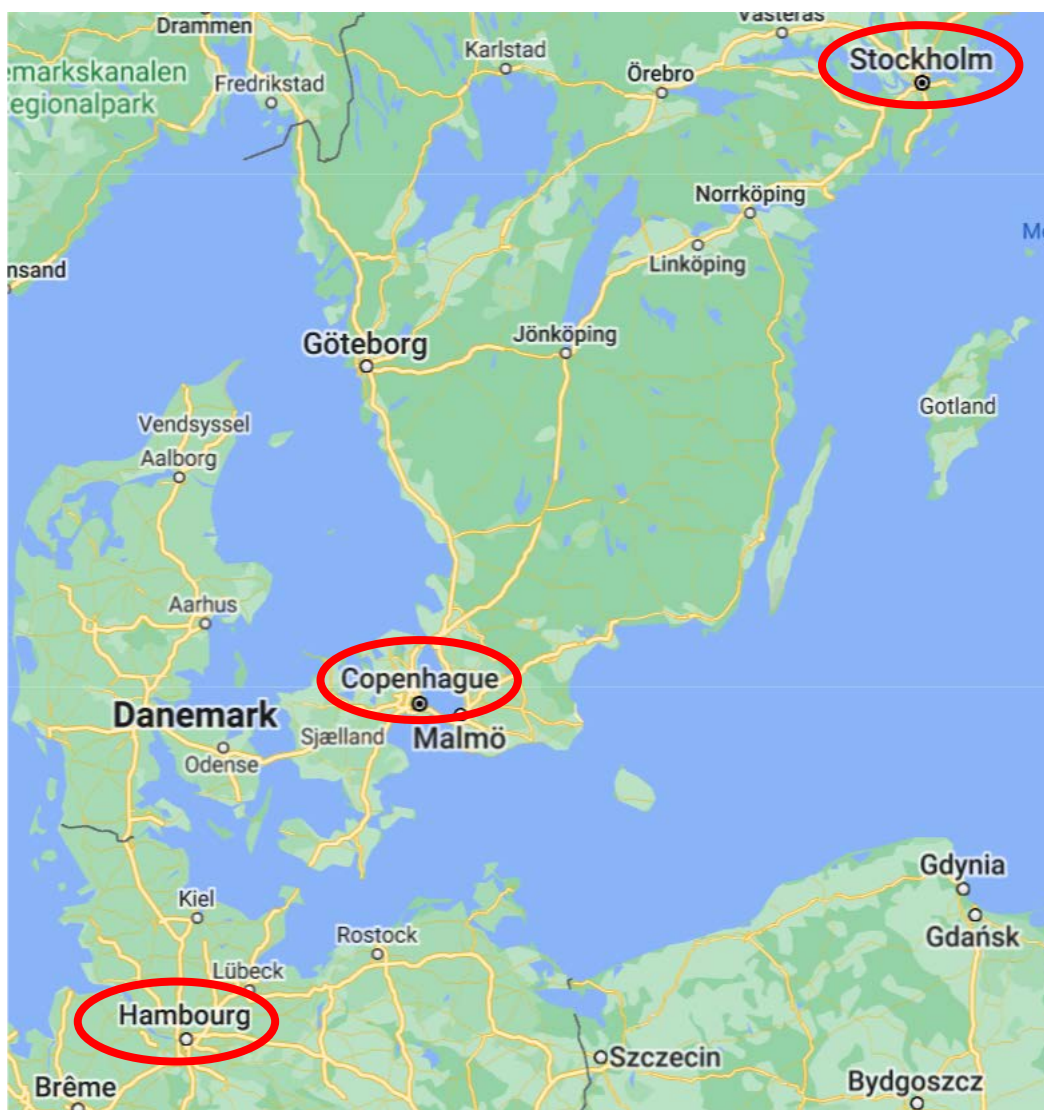 Drammen
Västerås
Karlstad
Stockholm
emarkskanalen
egionalpark
Fredrikstad
Örebro
Norrköping
Linköping
msand
Göteborg
Jönköping
Gotland
Vendsyssel
Aalborg
Aarhus
Copenhague
Danemark
Sjælland
Malmö
Odense
Gdynia
Gdańsk
Kiel
Rostock
Lübeck
Hambourg
Szczecin
Brême
Bydgoszcz